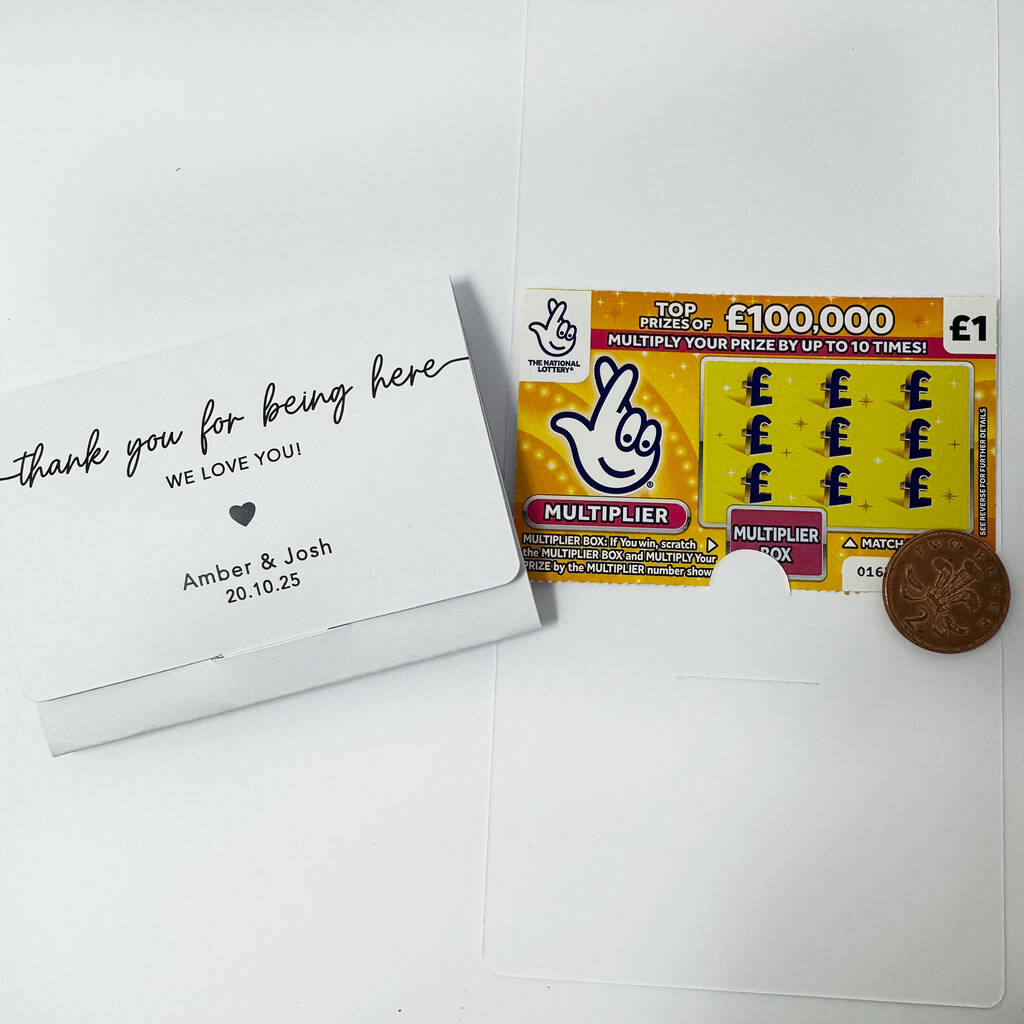 thank you for being here
WE LOVE YOU!
Amber & Josh
20.10.25
THE NATIONAL
LOTTERY®
TOP
PRIZES OF £100,000
MULTIPLY YOUR PRIZE BY UP TO 10 TIMES!
£1
£ £ £
£ £ £
£ £ £
SEE REVERSE FOR FURTHER DETAILS
MULTIPLIER
MULTIPLIER BOX: If You win, scratch
the MULTIPLIER BOX and MULTIPLY Your
PRIZE by the MULTIPLIER number show
MULTIPLIER
BOX
MATCH
016
TWO
2